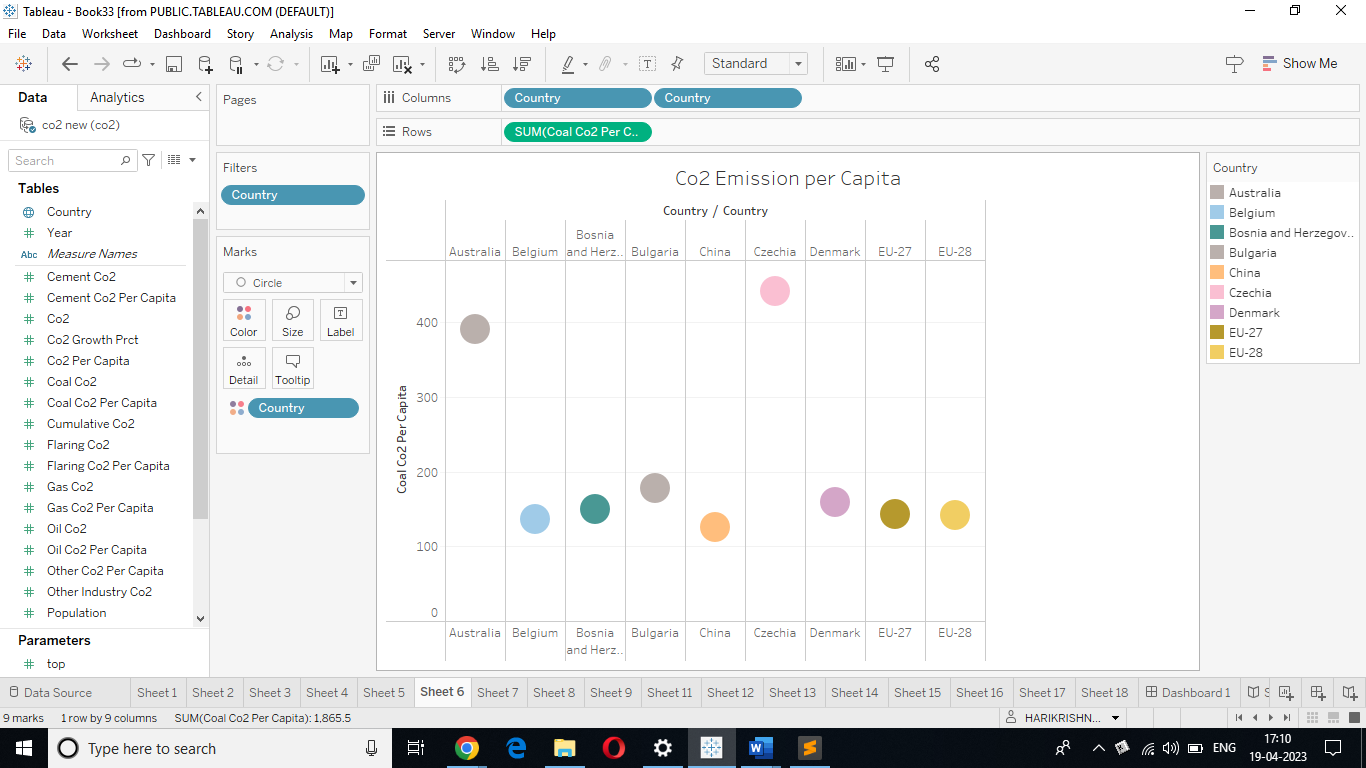 Tableau - Book33 [from PUBLIC.TABLEAU.COM (DEFAULT)]
File Data Worksheet Dashboard Story Analysis Map Format Server Window Help
Standard
Show Me
Data Analytics
co2 new (co2)
Search
Tables
Country
Year
Abc Measure Names
Cement Co2
Cement Co2 Per Capita
Co2
Co2 Growth Prct
Co2 Per Capita
Coal Co2
Coal Co2 Per Capita
Cumulative Co2
Flaring Co2
Flaring Co2 Per Capita
Gas Co2
Gas Co2 Per Capita
Oil Co2
Oil Co2 Per Capita
Other Co2 Per Capita
Other Industry Co2
Population
Parameters
top
Pages
Filters
Country
Marks
Circle
Color Size Label
Detail Tooltip
Country
Columns Country Country
Rows SUM(Coal Co2 Per C..
Co2 Emission per Capita
Country / Country
Australia Belgium Bosnia and Herz.. Bulgaria China Czechia Denmark EU-27 EU-28
Coal Co2 Per Capita
400
300
200
100
0
Australia Belgium Bosnia and Herz.. Bulgaria China Czechia Denmark EU-27 EU-28
Country
Australia
Belgium
Bosnia and Herzegov..
Bulgaria
China
Czechia
Denmark
EU-27
EU-28
Data Source Sheet 1 Sheet 2 Sheet 3 Sheet 4 Sheet 5 Sheet 6 Sheet 7 Sheet 8 Sheet 9 Sheet 11 Sheet 12 Sheet 13 Sheet 14 Sheet 15 Sheet 16 Sheet 17 Sheet 18 Dashboard 1 S
9 marks 1 row by 9 columns SUM(Coal Co2 Per Capita): 1,865.5
HARIKRISHN...
Type here to search
ENG
17:10
19-04-2023